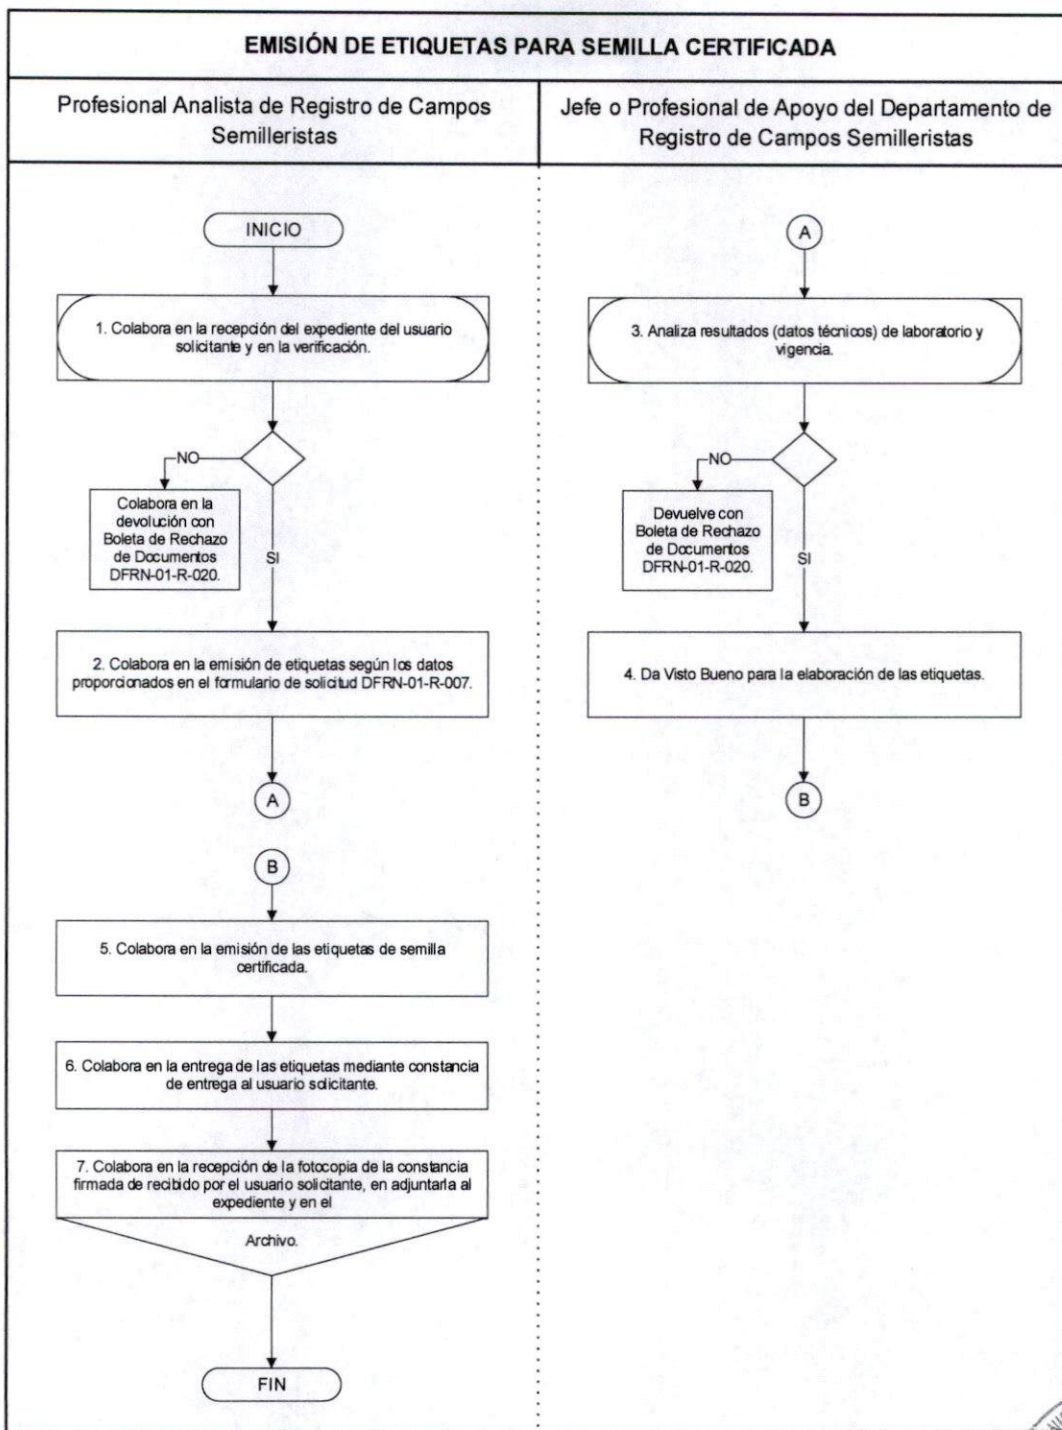 EMISIÓN DE ETIQUETAS PARA SEMILLA CERTIFICADA
Profesional Analista de Registro de Campos
Semilleristas
Jefe o Profesional de Apoyo del Departamento de
Registro de Campos Semilleristas
INICIO
1. Colabora en la recepción del expediente del usuario
solicitante y en la verificación.
NO
Colabora en la
devolución con
Boleta de Rechazo
de Documentos
DFRN-01-R-020.
SI
2. Colabora en la emisión de etiquetas según los datos
proporcionados en el formulario de solicitud DFRN-01-R-007.
A
A
3. Analiza resultados (datos técnicos) de laboratorio y
vigencia.
NO
Devuelve con
Boleta de Rechazo
de Documentos
DFRN-01-R-020.
SI
4. Da Visto Bueno para la elaboración de las etiquetas.
B
B
5. Colabora en la emisión de las etiquetas de semilla
certificada.
6. Colabora en la entrega de las etiquetas mediante constancia
de entrega al usuario solicitante.
7. Colabora en la recepción de la fotocopia de la constancia
firmada de recibido por el usuario solicitante, en adjuntarla al
expediente y en el
Archivo.
FIN